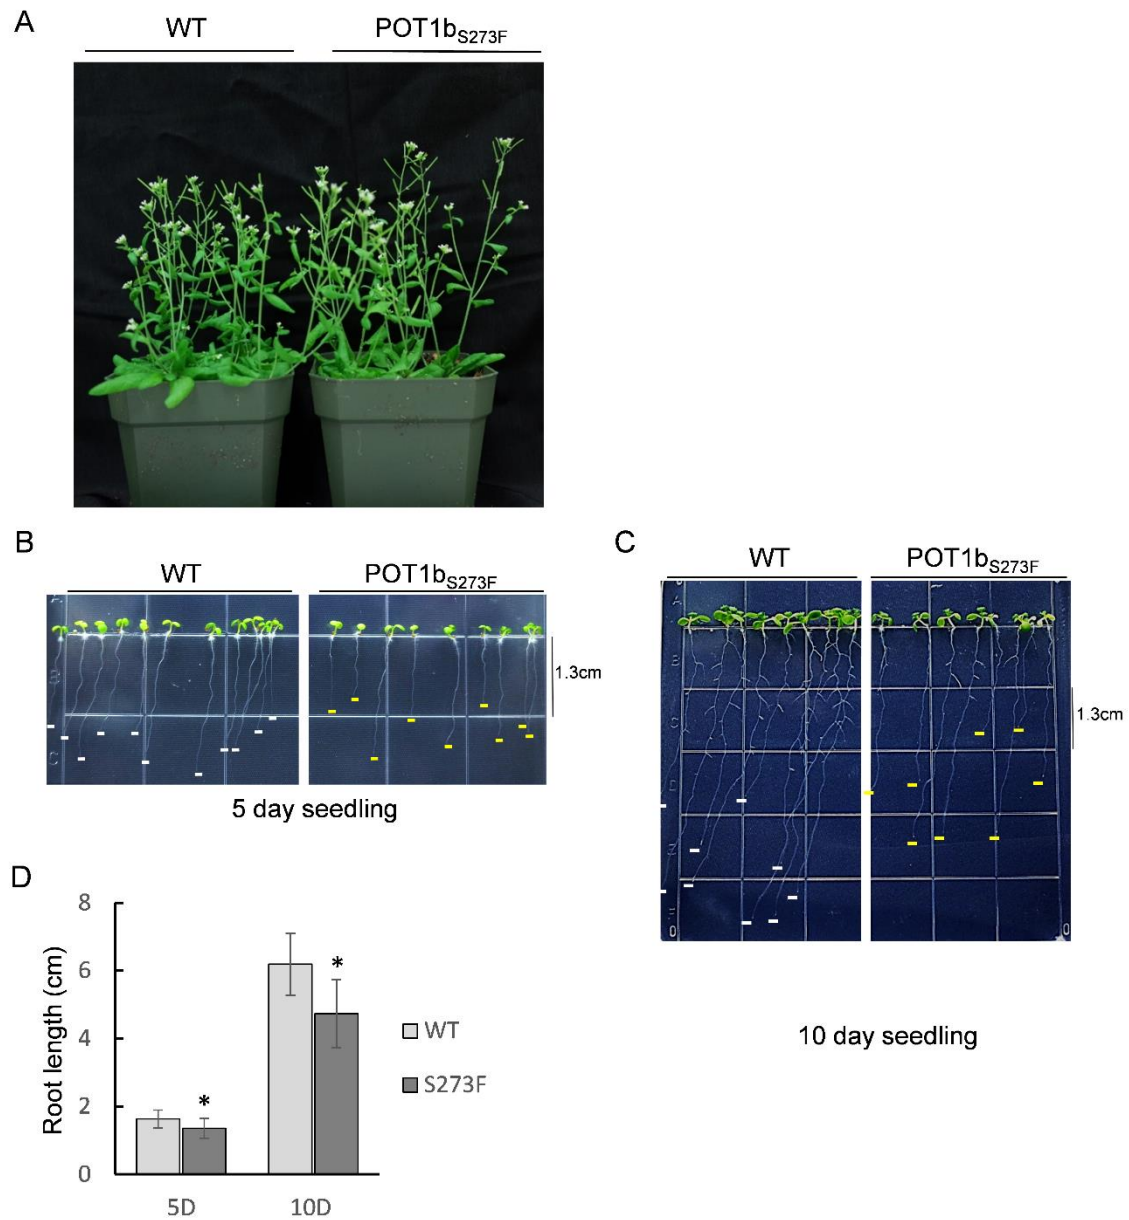 A
WT POT1bS273F
B
WT POT1bS273F
1.3cm
5 day seedling
C
WT POT1bS273F
1.3cm
10 day seedling
D
8
6
4
2
0
Root length (cm)
*
*
5D 10D
WT
S273F